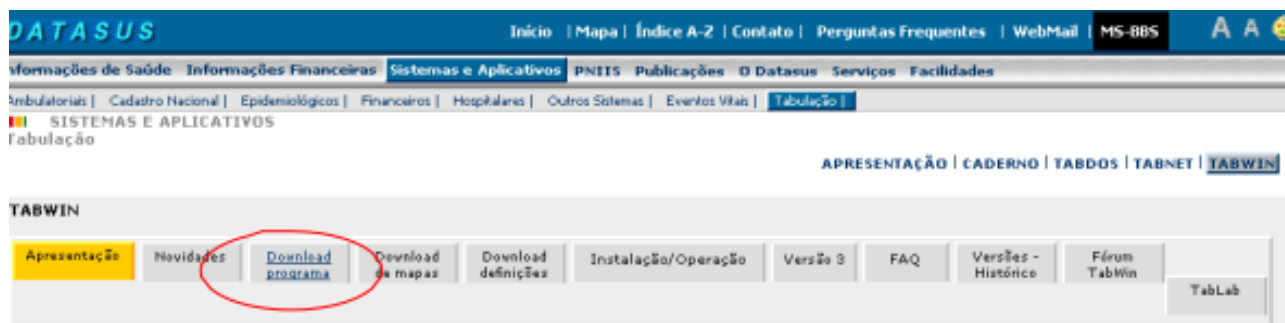 DATASUS
Início | Mapa | Índice A-Z | Contato | Perguntas Frequentes | WebMail | MS-BBS A A
nformações de Saúde Informações Financeiras Sistemas e Aplicativos PNIIS Publicações O Datasus Serviços Facilidades
Ambulatoriais | Cadastro Nacional | Epidemiológicos | Financeiros | Hospitalares | Outros Sistemas | Eventos Vitais | Tabulação |
SISTEMAS E APLICATIVOS
Tabulação
APRESENTAÇÃO | CADERNO | TABDOS | TABNET | TABWIN
TABWIN
Apresentação Novidades Download programa Download de mapas Download definições Instalação/Operação Versão 3 FAQ Versões - Histórico Fórum TabWin
TabLab